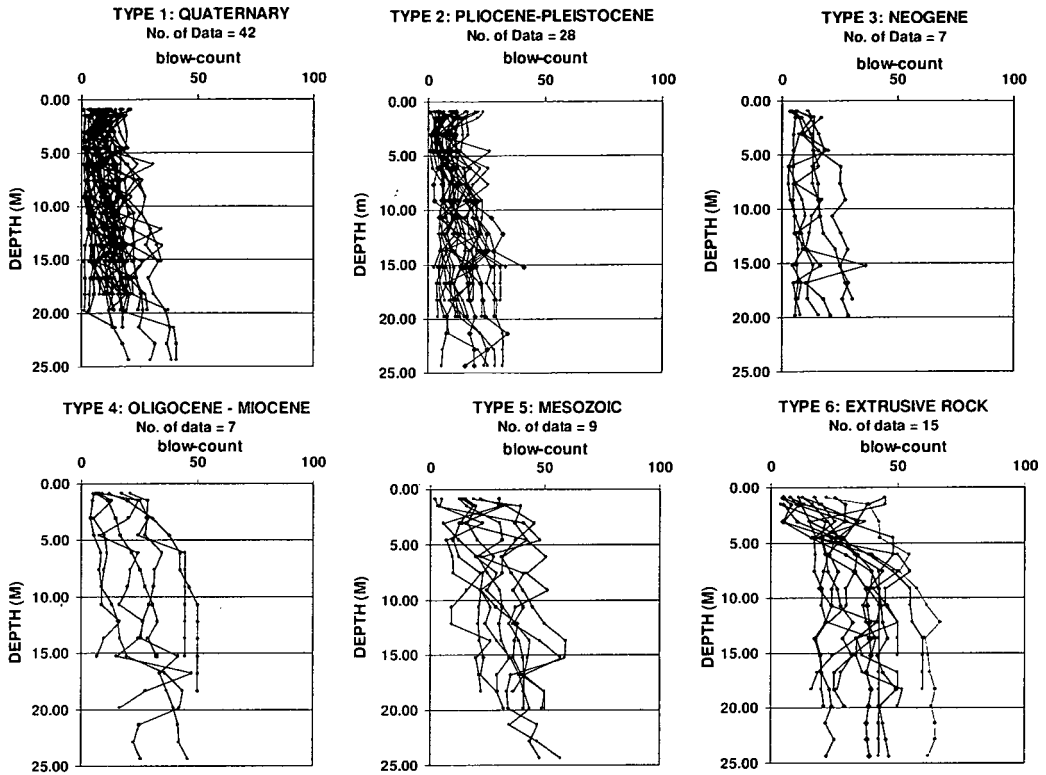 TYPE 1: QUATERNARY
No. of Data = 42
blow-count
0 50 100
0.00
5.00
10.00
15.00
20.00
25.00
DEPTH (M)
TYPE 2: PLIOCENE-PLEISTOCENE
No. of Data = 28
blow-count
0 50 100
0.00
5.00
10.00
15.00
20.00
25.00
DEPTH (m)
TYPE 3: NEOGENE
No. of Data = 7
blow-count
0 50 100
0.00
5.00
10.00
15.00
20.00
25.00
DEPTH (M)
TYPE 4: OLIGOCENE - MIOCENE
No. of data = 7
blow-count
0 50 100
0.00
5.00
10.00
15.00
20.00
25.00
DEPTH (M)
TYPE 5: MESOZOIC
No. of data = 9
blow-count
0 50 100
0.00
5.00
10.00
15.00
20.00
25.00
DEPTH (M)
TYPE 6: EXTRUSIVE ROCK
No. of data = 15
blow-count
0 50 100
0.00
5.00
10.00
15.00
20.00
25.00
DEPTH (M)